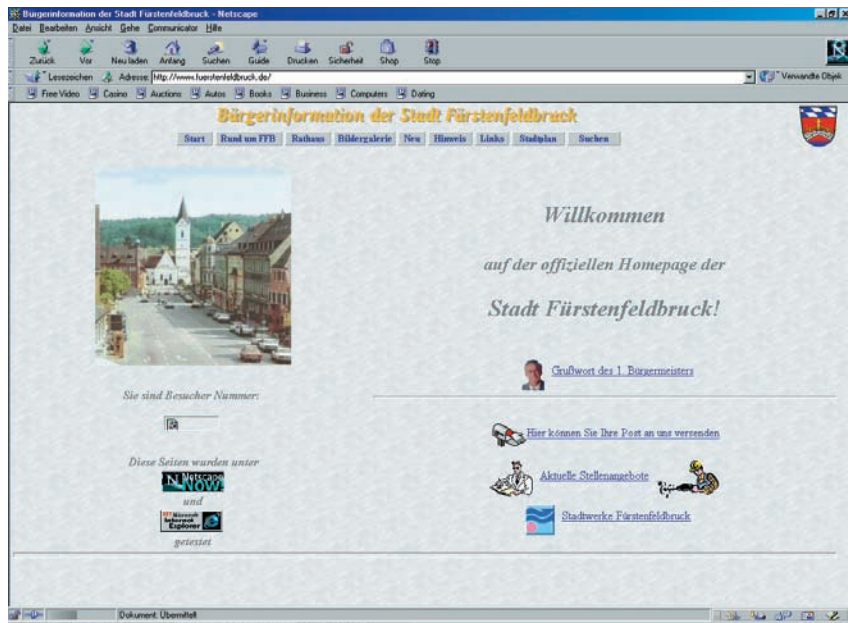 Bürgerinformation der Stadt Fürstenfeldbruck - Netscape
Datei Bearbeiten Ansicht Gehe Communicator Hilfe
Zurück Vor Neu laden Anfang Suchen Guide Drucken Sicherheit Shop Stop
Lesezeichen Adresse: http://www.fuerstenfeldbruck.de/ Verwandte Objek
Free Video Casino Auctions Autos Books Business Computers Dating
Bürgerinformation der Stadt Fürstenfeldbruck
Start Rund um FFB Rathaus Bildergalerie Neu Hinweis Links Stadtplan Suchen
Willkommen
auf der offiziellen Homepage der
Stadt Fürstenfeldbruck!
Grußwort des 1. Bürgermeisters
Sie sind Besucher Nummer:
Hier können Sie Ihre Post an uns versenden
Diese Seiten wurden unter
Aktuelle Stellenangebote
N Netscape NOW!
und
Stadtwerke Fürstenfeldbruck
Microsoft Internet Explorer
getestet
Dokument: Übermittelt